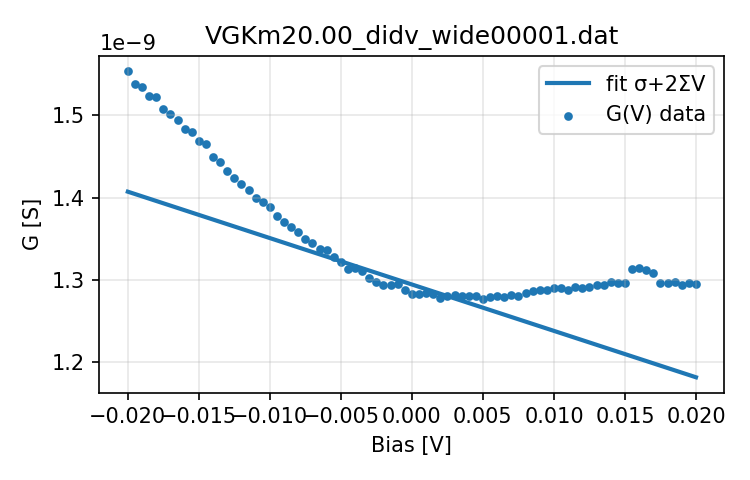 VGKm20.00_didv_wide00001.dat
1e−9
fit σ+2ΣV
G(V) data
1.5
1.4
1.3
1.2
G [S]
−0.020 −0.015 −0.010 −0.005 0.000 0.005 0.010 0.015 0.020
Bias [V]